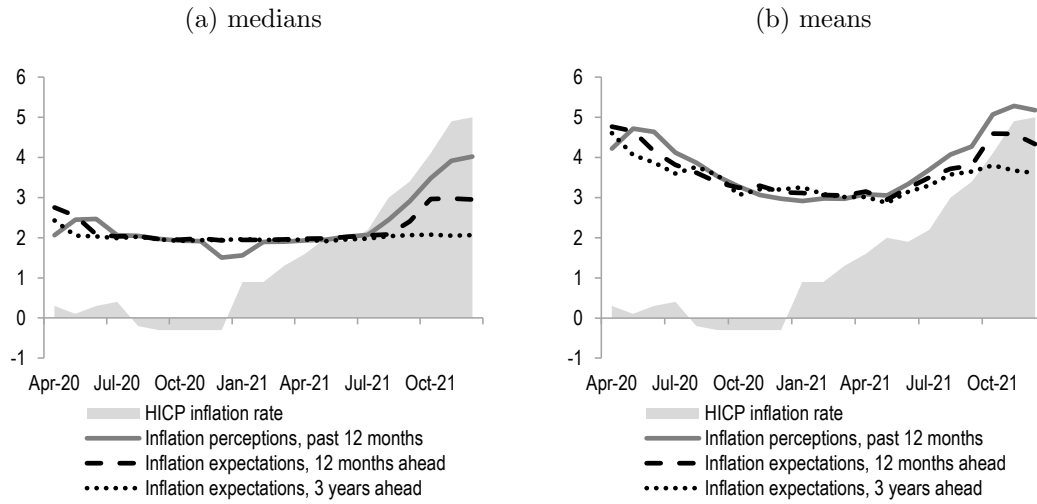 (a) medians
6
5
4
3
2
1
0
-1
Apr-20 Jul-20 Oct-20 Jan-21 Apr-21 Jul-21 Oct-21
HICP inflation rate
Inflation perceptions, past 12 months
Inflation expectations, 12 months ahead
Inflation expectations, 3 years ahead
(b) means
6
5
4
3
2
1
0
-1
Apr-20 Jul-20 Oct-20 Jan-21 Apr-21 Jul-21 Oct-21
HICP inflation rate
Inflation perceptions, past 12 months
Inflation expectations, 12 months ahead
Inflation expectations, 3 years ahead